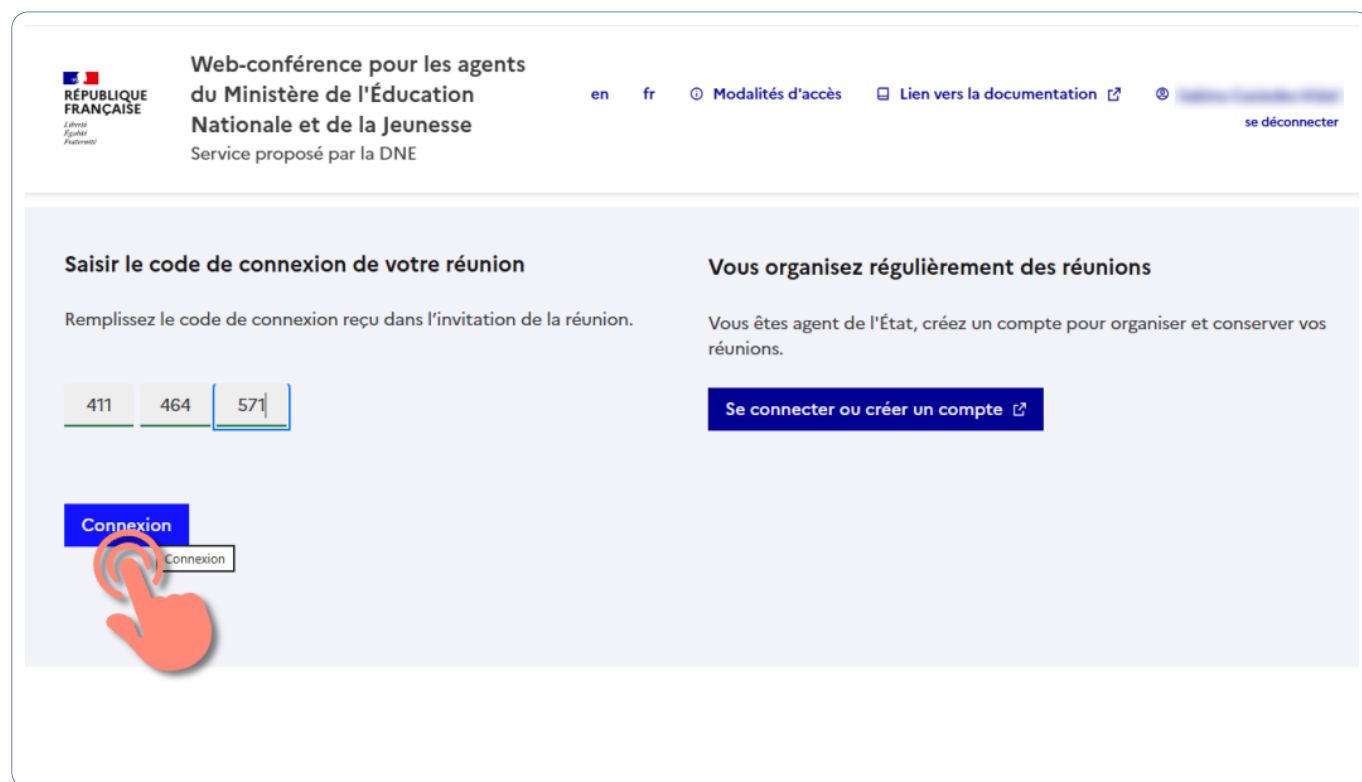 RÉPUBLIQUE
FRANÇAISE
Liberté
Égalité
Fraternité
Web-conférence pour les agents
du Ministère de l'Éducation
Nationale et de la Jeunesse
Service proposé par la DNE
en fr Modalités d'accès Lien vers la documentation
se déconnecter
Saisir le code de connexion de votre réunion
Remplissez le code de connexion reçu dans l’invitation de la réunion.
411 464 571
Connexion
Connexion
Vous organisez régulièrement des réunions
Vous êtes agent de l'État, créez un compte pour organiser et conserver vos
réunions.
Se connecter ou créer un compte